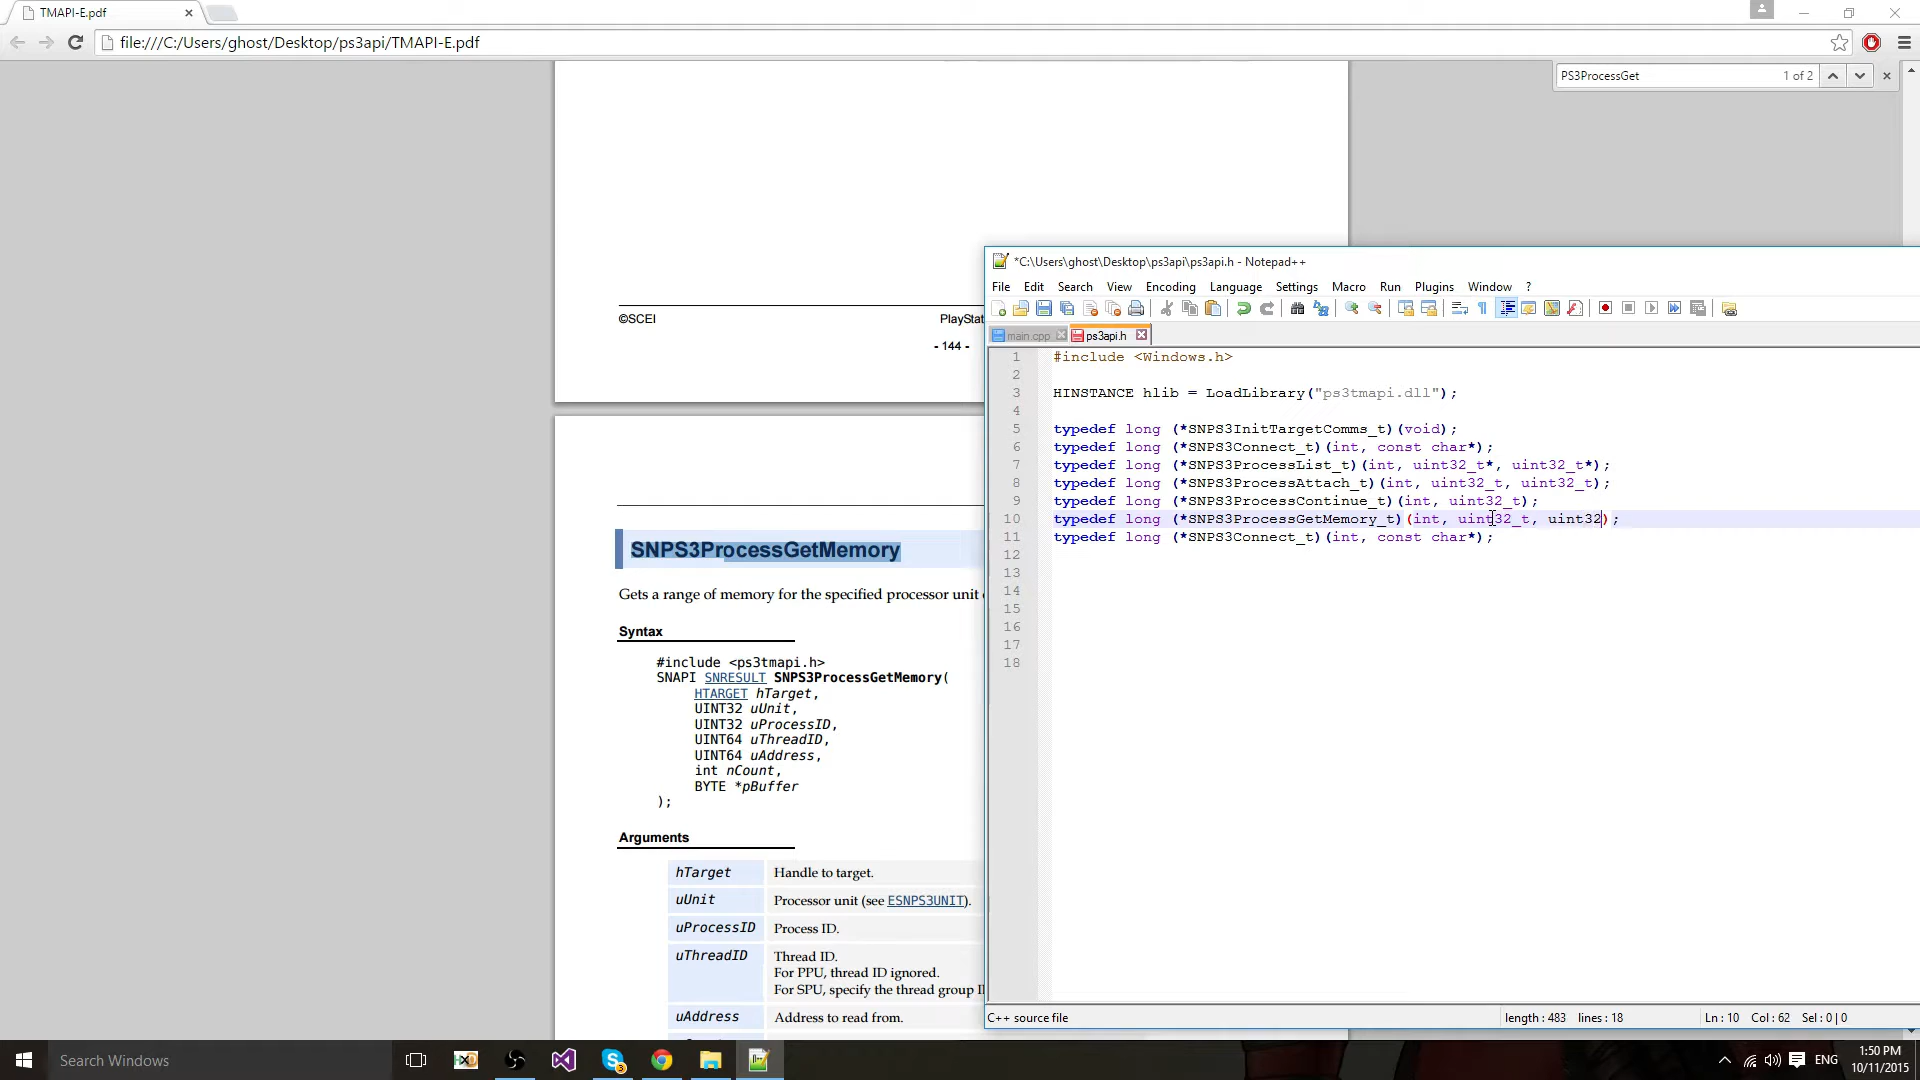 TMAPI-E.pdf
file:///C:/Users/ghost/Desktop/ps3api/TMAPI-E.pdf
PS3ProcessGet 1 of 2
©SCEI PlayStat
- 144 -
SNPS3ProcessGetMemory
Gets a range of memory for the specified processor unit
Syntax
#include <ps3tmapi.h>
SNAPI SNRESULT SNPS3ProcessGetMemory(
HTARGET hTarget,
UINT32 uUnit,
UINT32 uProcessID,
UINT64 uThreadID,
UINT64 uAddress,
int nCount,
BYTE *pBuffer
);
Arguments
hTarget Handle to target.
uUnit Processor unit (see ESNPS3UNIT).
uProcessID Process ID.
uThreadID Thread ID.
For PPU, thread ID ignored.
For SPU, specify the thread group I
uAddress Address to read from.
*C:\Users\ghost\Desktop\ps3api\ps3api.h - Notepad++
File Edit Search View Encoding Language Settings Macro Run Plugins Window ?
main.cpp ps3api.h
1 #include <Windows.h>
2
3 HINSTANCE hlib = LoadLibrary("ps3tmapi.dll");
4
5 typedef long (*SNPS3InitTargetComms_t)(void);
6 typedef long (*SNPS3Connect_t)(int, const char*);
7 typedef long (*SNPS3ProcessList_t)(int, uint32_t*, uint32_t*);
8 typedef long (*SNPS3ProcessAttach_t)(int, uint32_t, uint32_t);
9 typedef long (*SNPS3ProcessContinue_t)(int, uint32_t);
10 typedef long (*SNPS3ProcessGetMemory_t)(int, uint32_t, uint32);
11 typedef long (*SNPS3Connect_t)(int, const char*);
12
13
14
15
16
17
18
C++ source file length : 483 lines : 18 Ln : 10 Col : 62 Sel : 0 | 0
Search Windows
3
ENG
1:50 PM
10/11/2015